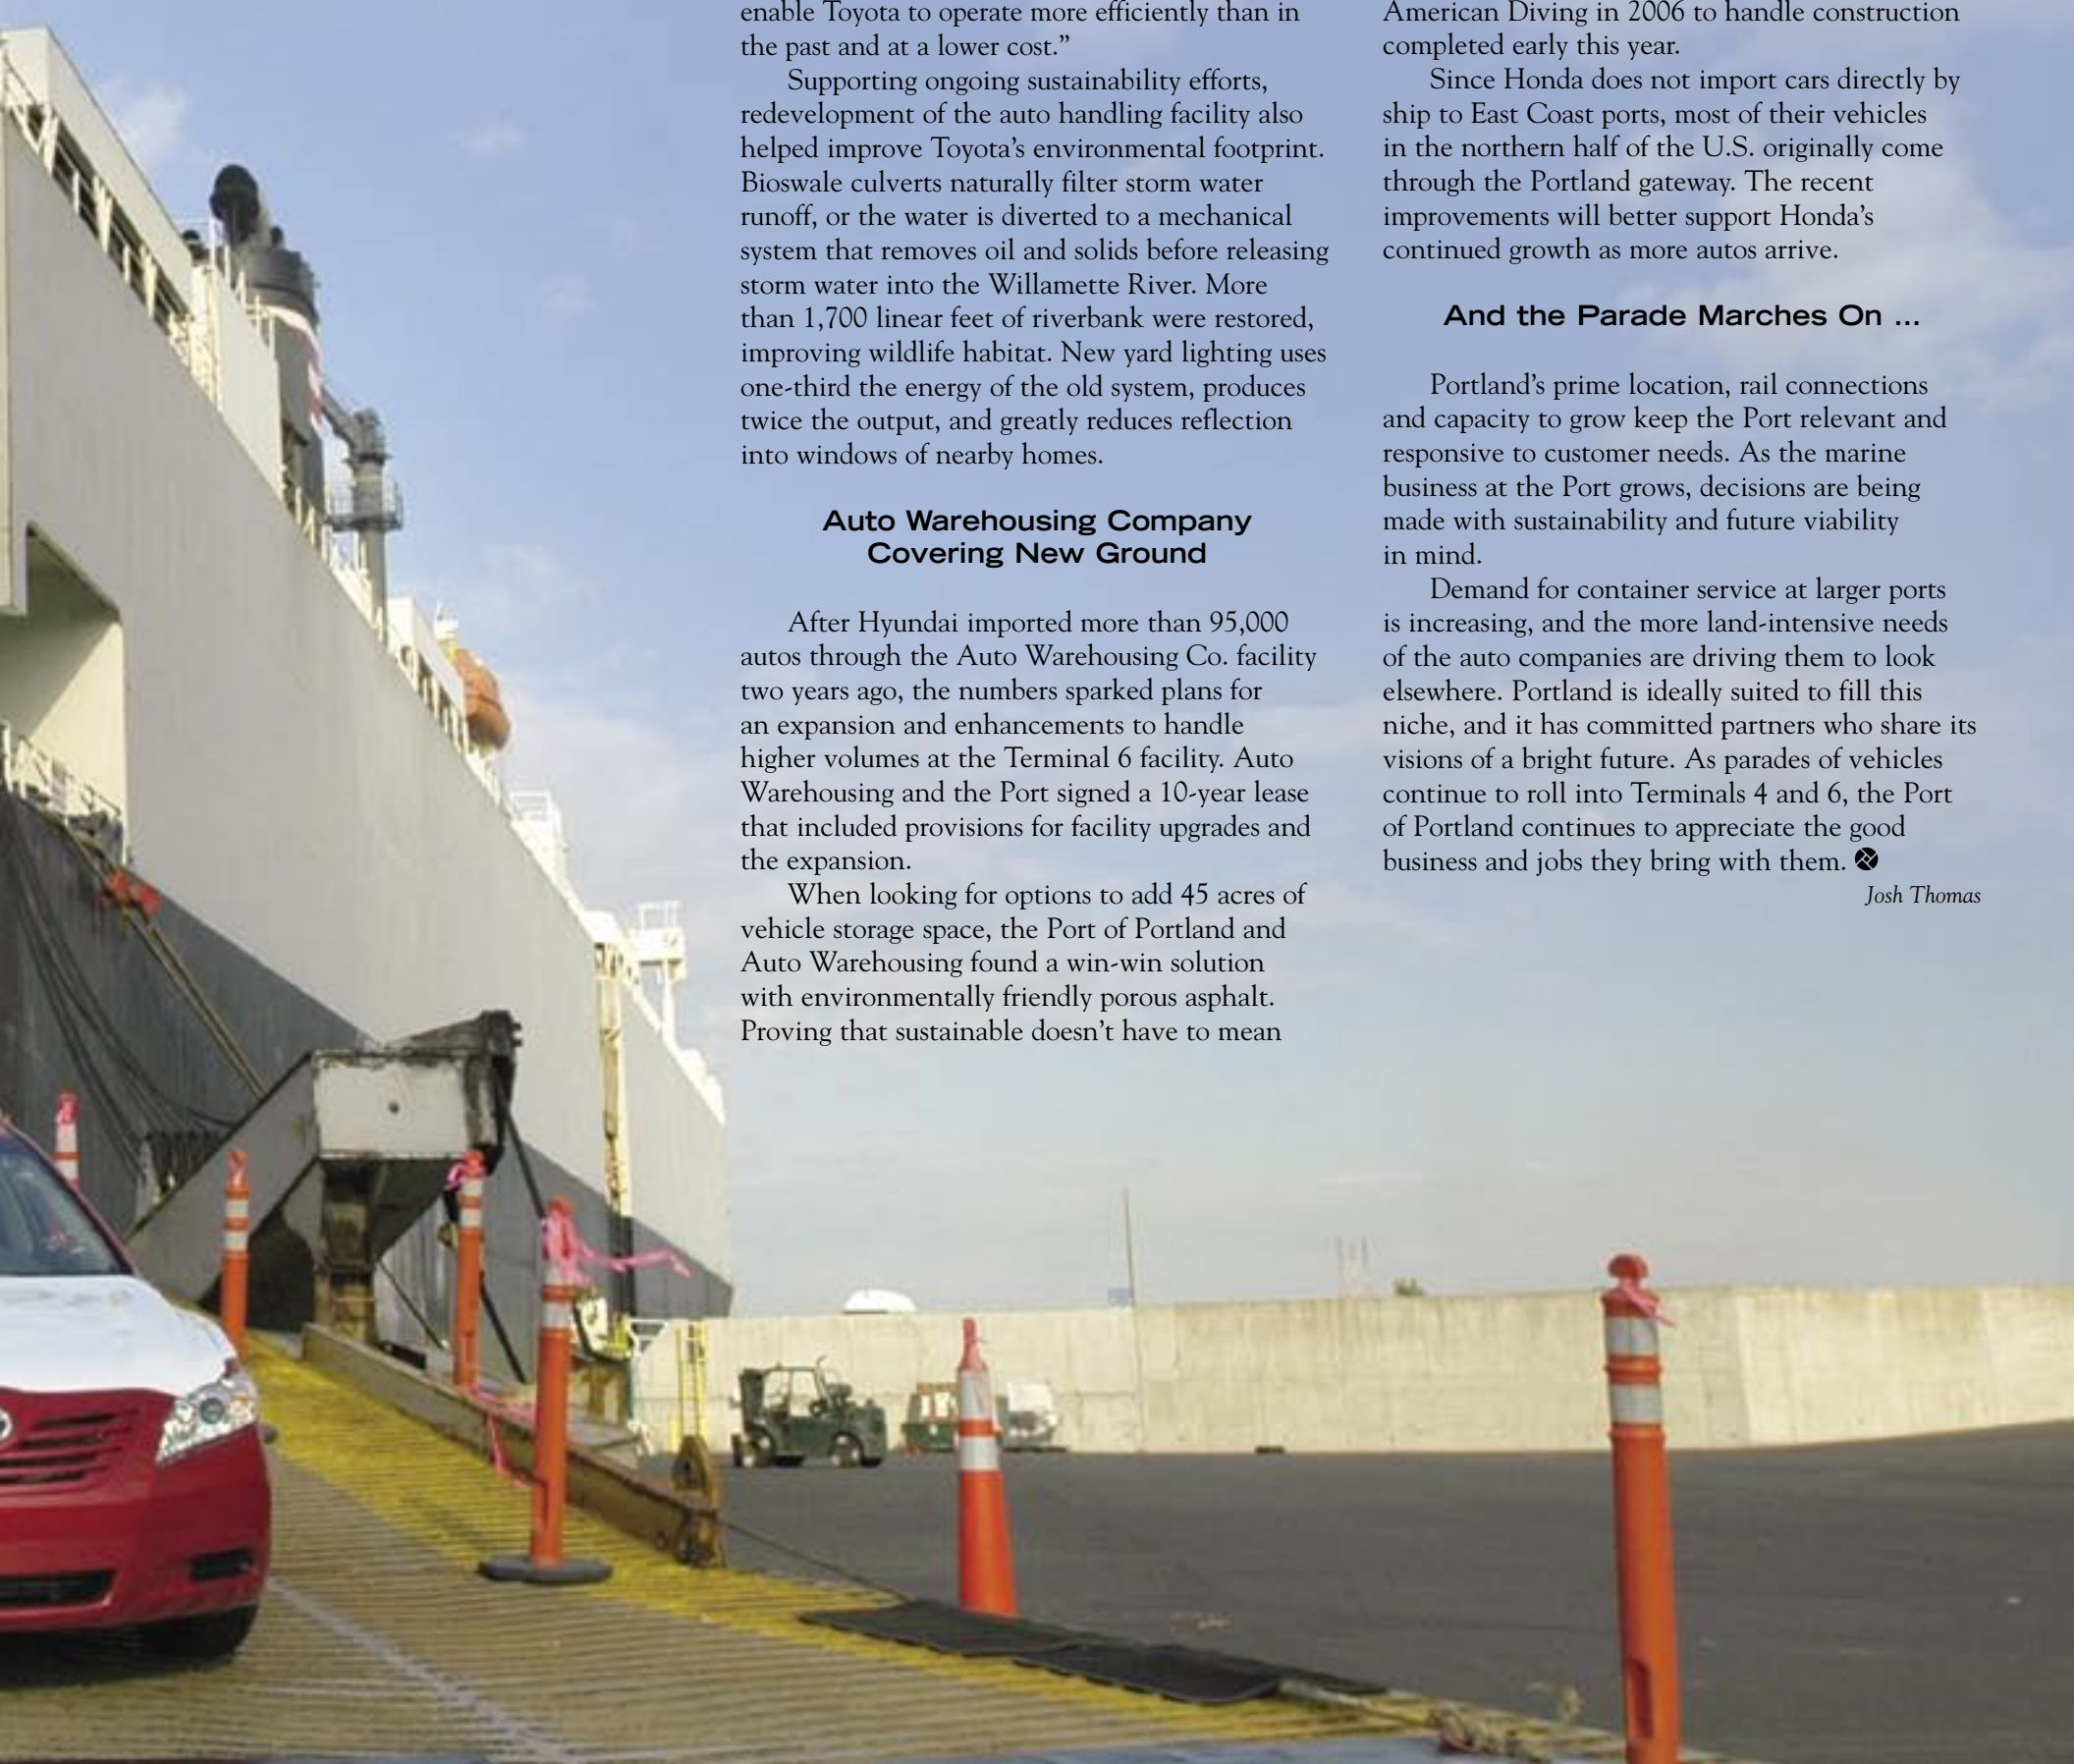 enable Toyota to operate more efficiently than in
the past and at a lower cost.”
Supporting ongoing sustainability efforts,
redevelopment of the auto handling facility also
helped improve Toyota’s environmental footprint.
Bioswale culverts naturally filter storm water
runoff, or the water is diverted to a mechanical
system that removes oil and solids before releasing
storm water into the Willamette River. More
than 1,700 linear feet of riverbank were restored,
improving wildlife habitat. New yard lighting uses
one-third the energy of the old system, produces
twice the output, and greatly reduces reflection
into windows of nearby homes.
Auto Warehousing Company
Covering New Ground
After Hyundai imported more than 95,000
autos through the Auto Warehousing Co. facility
two years ago, the numbers sparked plans for
an expansion and enhancements to handle
higher volumes at the Terminal 6 facility. Auto
Warehousing and the Port signed a 10-year lease
that included provisions for facility upgrades and
the expansion.
When looking for options to add 45 acres of
vehicle storage space, the Port of Portland and
Auto Warehousing found a win-win solution
with environmentally friendly porous asphalt.
Proving that sustainable doesn’t have to mean
American Diving in 2006 to handle construction
completed early this year.
Since Honda does not import cars directly by
ship to East Coast ports, most of their vehicles
in the northern half of the U.S. originally come
through the Portland gateway. The recent
improvements will better support Honda’s
continued growth as more autos arrive.
And the Parade Marches On ...
Portland’s prime location, rail connections
and capacity to grow keep the Port relevant and
responsive to customer needs. As the marine
business at the Port grows, decisions are being
made with sustainability and future viability
in mind.
Demand for container service at larger ports
is increasing, and the more land-intensive needs
of the auto companies are driving them to look
elsewhere. Portland is ideally suited to fill this
niche, and it has committed partners who share its
visions of a bright future. As parades of vehicles
continue to roll into Terminals 4 and 6, the Port
of Portland continues to appreciate the good
business and jobs they bring with them.
Josh Thomas